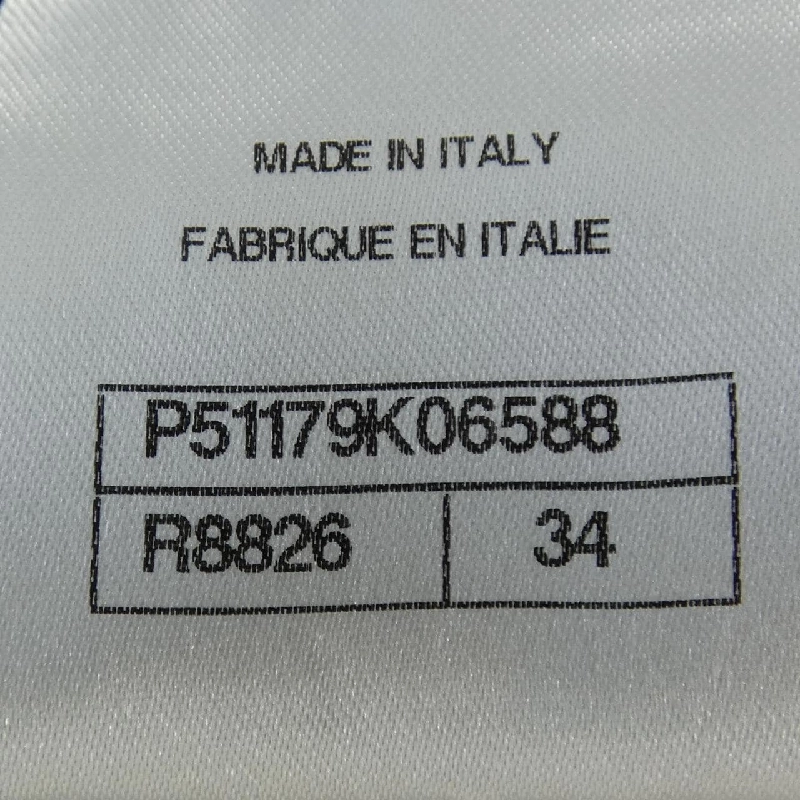 MADE IN ITALY
FABRIQUE EN ITALIE
P51179K06588
R8826 34